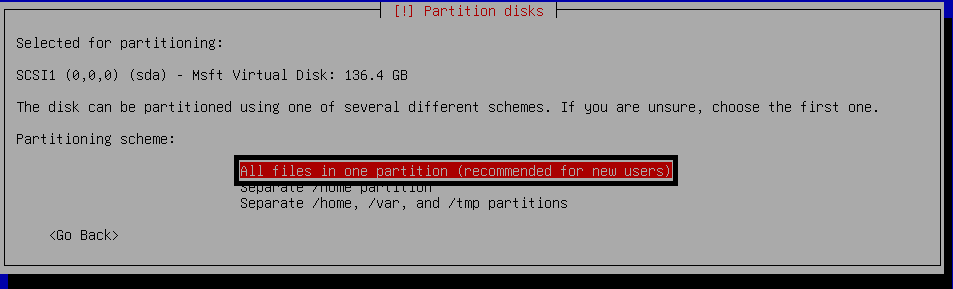 [!] Partition disks
Selected for partitioning:
SCSI1 (0,0,0) (sda) - Msft Virtual Disk: 136.4 GB
The disk can be partitioned using one of several different schemes. If you are unsure, choose the first one.
Partitioning scheme:
All files in one partition (recommended for new users)
Separate /home partition
Separate /home, /var, and /tmp partitions
<Go Back>